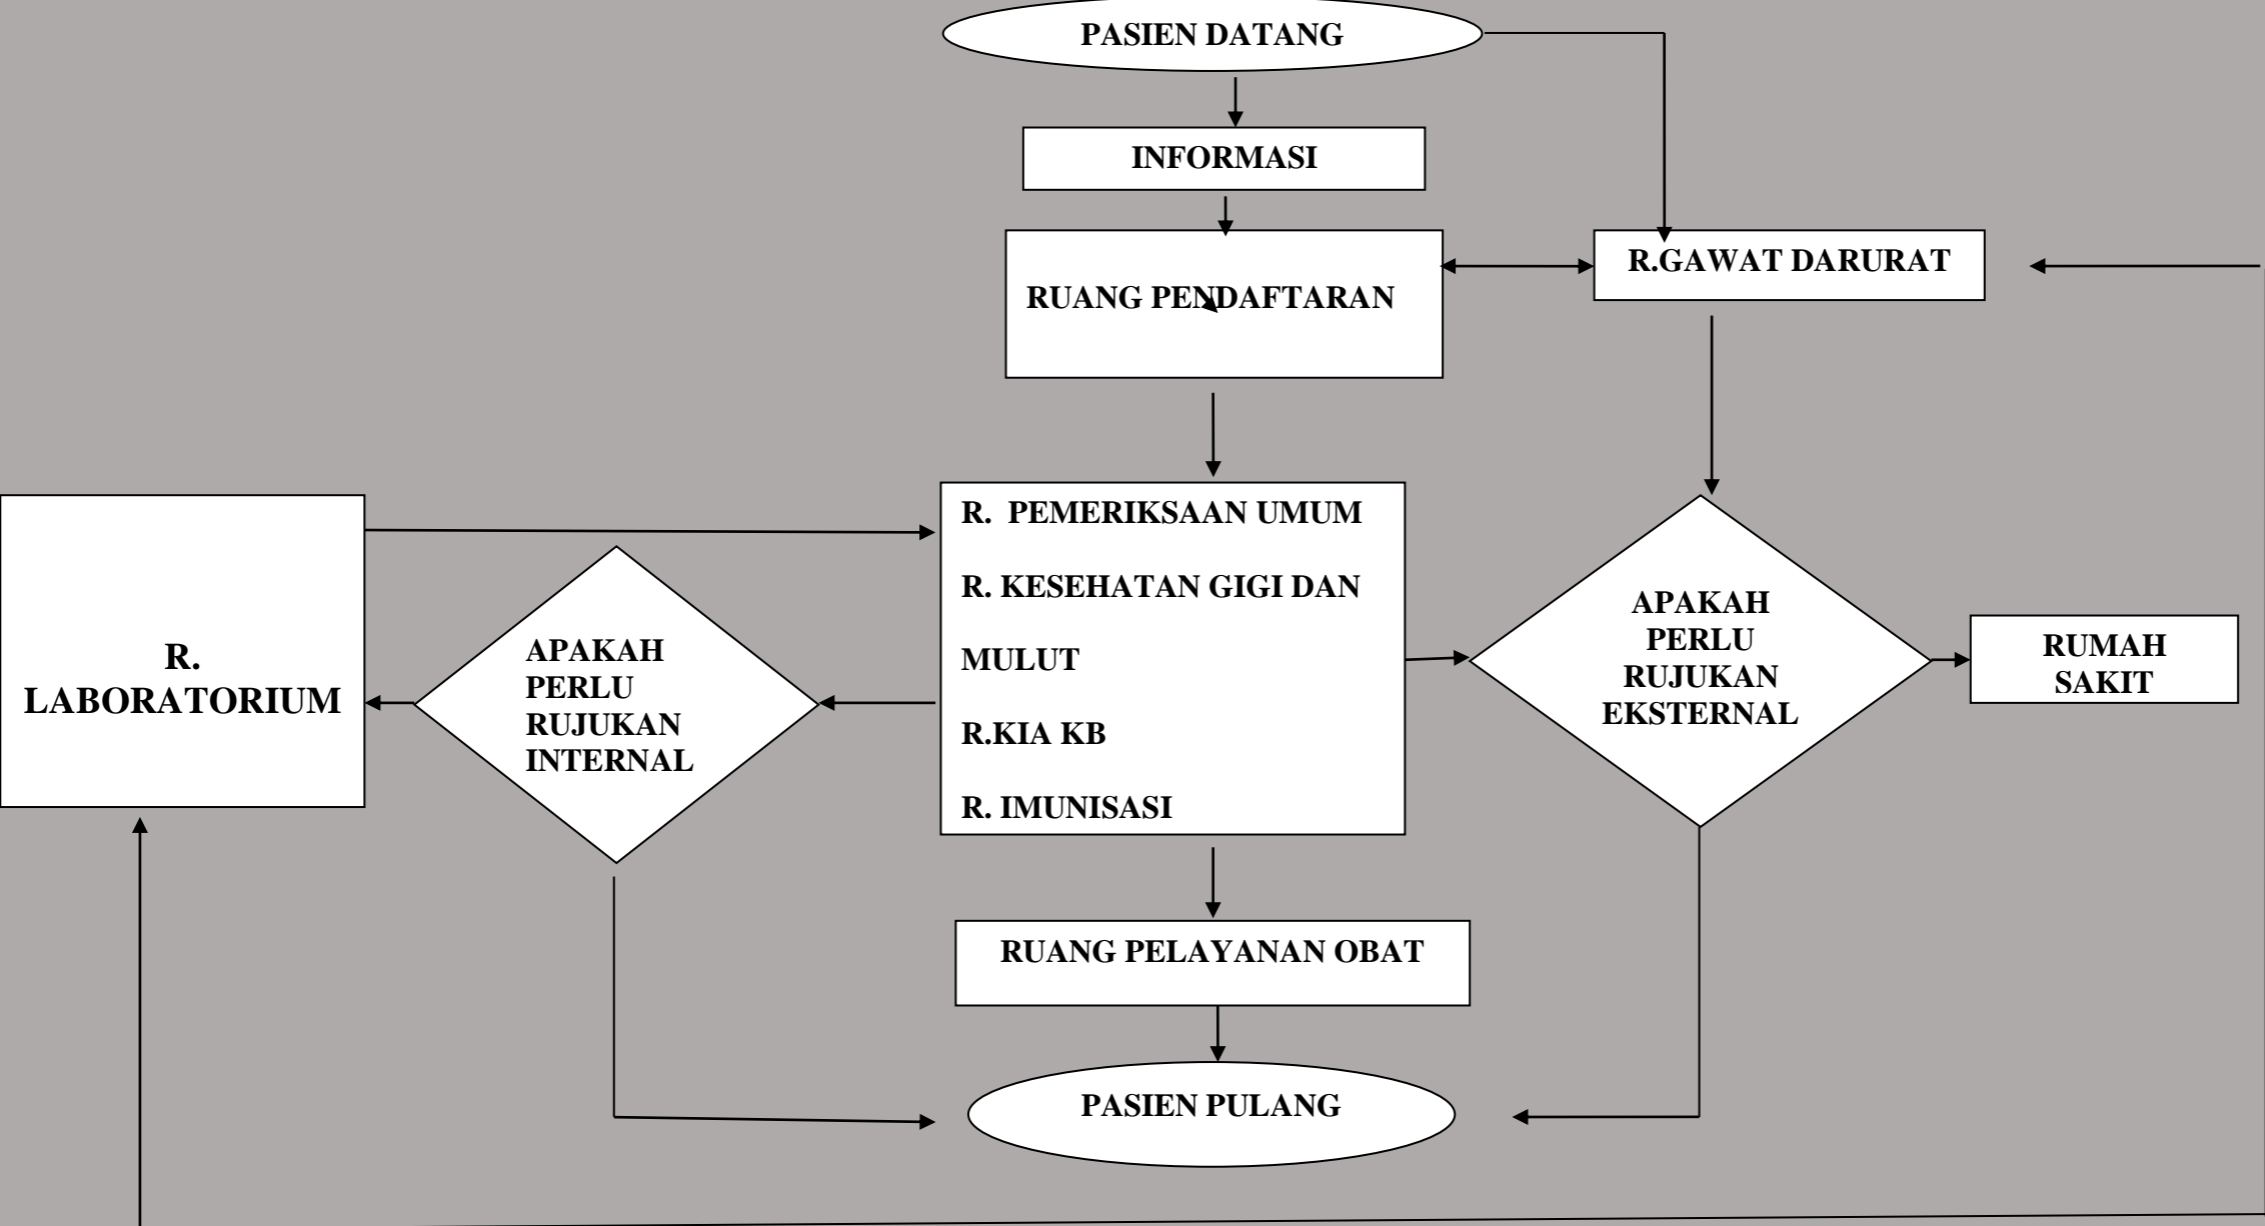 PASIEN DATANG
INFORMASI
R.GAWAT DARURAT
RUANG PENDAFTARAN
R. PEMERIKSAAN UMUM
R. KESEHATAN GIGI DAN
MULUT
R.KIA KB
R. IMUNISASI
R.
LABORATORIUM
APAKAH
PERLU
RUJUKAN
INTERNAL
APAKAH
PERLU
RUJUKAN
EKSTERNAL
RUMAH
SAKIT
RUANG PELAYANAN OBAT
PASIEN PULANG